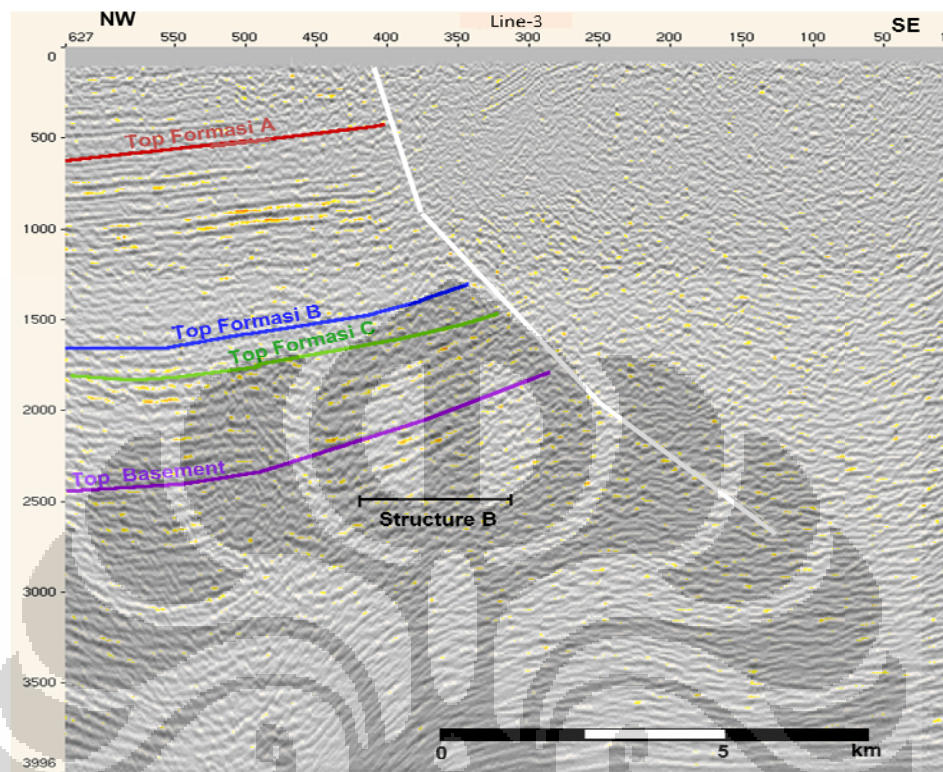 NW Line-3 SE
627 550 500 450 400 350 300 250 200 150 100 50
0
Top Formasi A
500
1000
Top Formasi B
1500
Top Formasi C
2000
Top Basement
2500
Structure B
3000
3500
0 5 km
3996